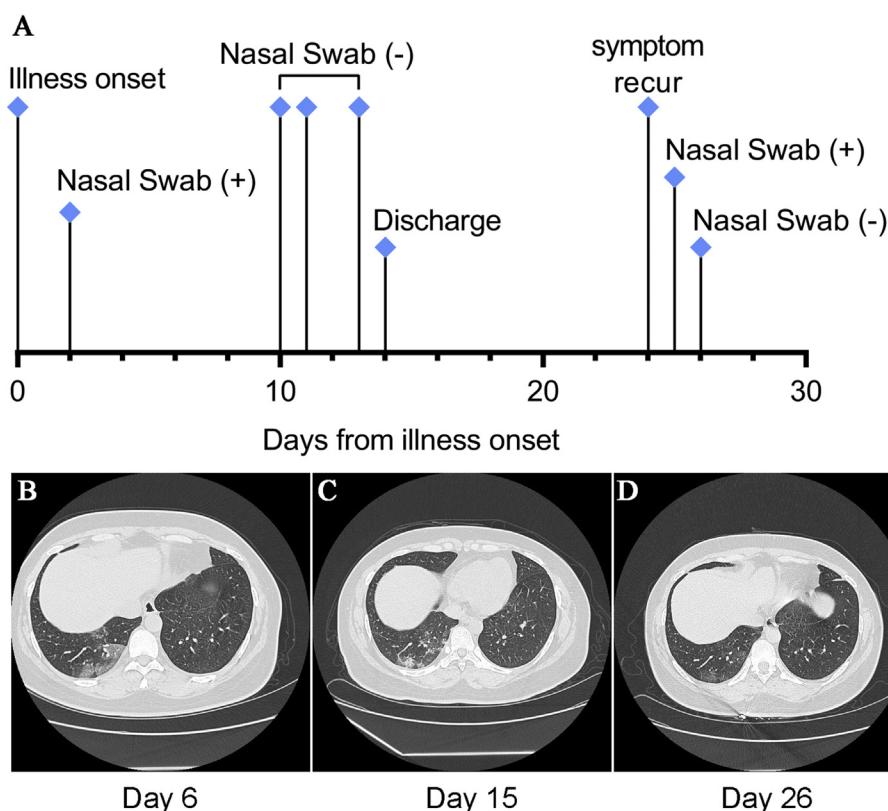 A
Nasal Swab (-)
symptom
recur
Illness onset
Nasal Swab (+)
Nasal Swab (+)
Discharge
Nasal Swab (-)
0 10 20 30
Days from illness onset
B C D
Day 6 Day 15 Day 26